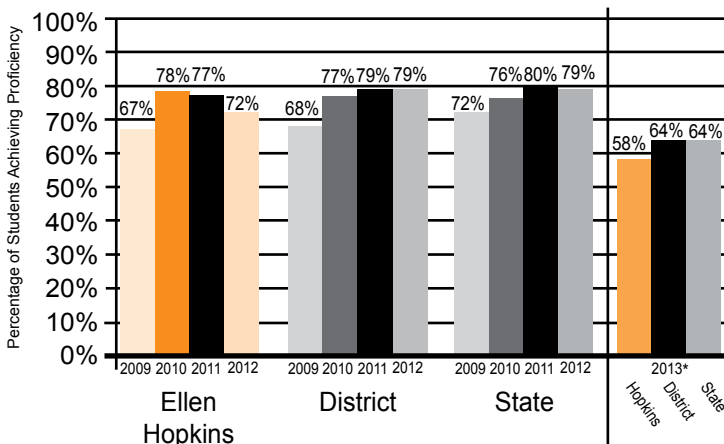 Percentage of Students Achieving Proficiency
100%
90%
80%
70%
60%
50%
40%
30%
20%
10%
0%
67%
78%
77%
72%
68%
77%
79%
79%
72%
76%
80%
79%
58%
64%
64%
2009 2010 2011 2012
2009 2010 2011 2012
2009 2010 2011 2012
2013*
Ellen
Hopkins
District
State
Hopkins
District
State